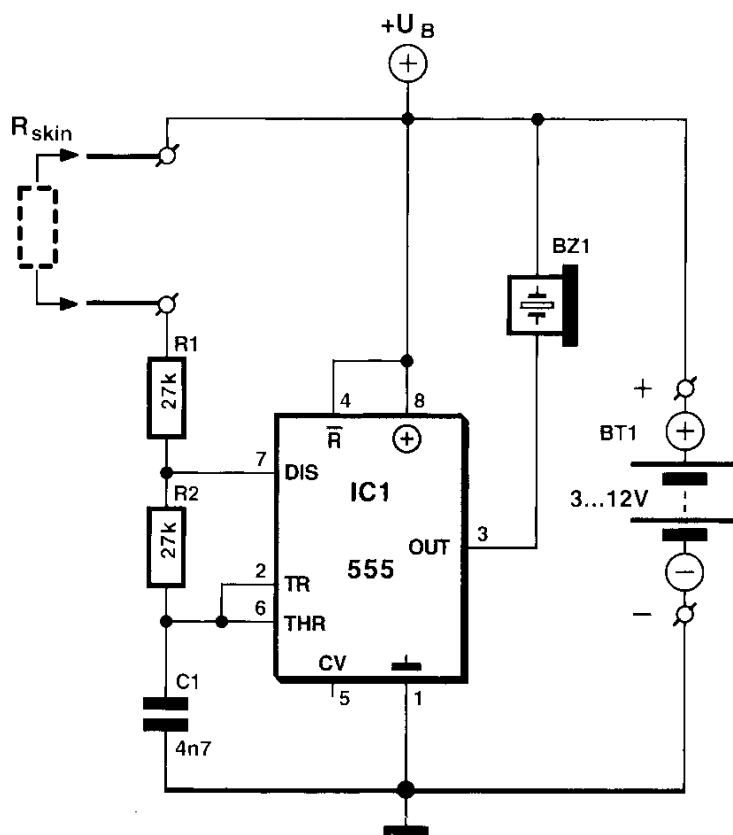 +U B
R skin
BZ1
R1
27k
4
8
R
+
BT1
3...12V
7
DIS
IC1
R2
27k
OUT
3
555
2
TR
6
THR
−
CV
5
1
C1
4n7